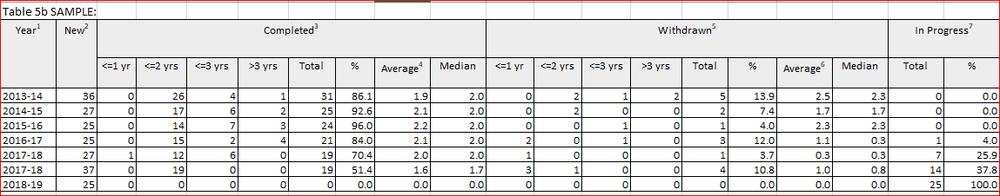 Table 5b SAMPLE:
Year1 New2 Completed3 Withdrawn5 In Progress7
<=1 yr <=2 yrs <=3 yrs >3 yrs Total % Average4 Median <=1 yr <=2 yrs <=3 yrs >3 yrs Total % Average6 Median Total %
2013-14 36 0 26 4 1 31 86.1 1.9 2.0 0 2 1 2 5 13.9 2.5 2.3 0 0.0
2014-15 27 0 17 6 2 25 92.6 2.1 2.0 0 2 0 0 2 7.4 1.7 1.7 0 0.0
2015-16 25 0 14 7 3 24 96.0 2.2 2.0 0 0 1 0 1 4.0 2.3 2.3 0 0.0
2016-17 25 0 15 2 4 21 84.0 2.1 2.0 2 0 1 0 3 12.0 1.1 0.3 1 4.0
2017-18 27 1 12 6 0 19 70.4 2.0 2.0 1 0 0 0 1 3.7 0.3 0.3 7 25.9
2017-18 37 0 19 0 0 19 51.4 1.6 1.7 3 1 0 0 4 10.8 1.0 0.8 14 37.8
2018-19 25 0 0 0 0 0 0.0 0.0 0.0 0 0 0 0 0 0.0 0.0 0.0 25 100.0